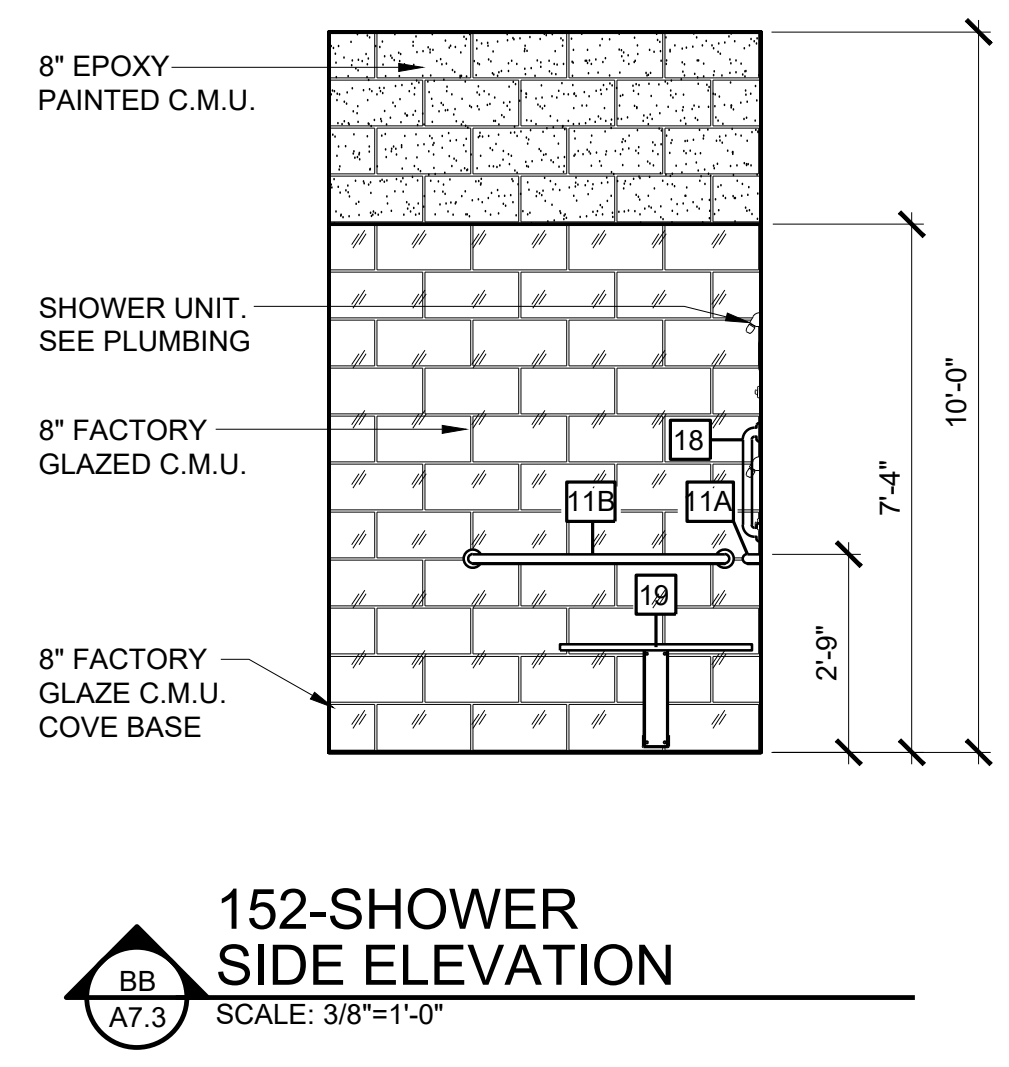 8" EPOXY
PAINTED C.M.U.
SHOWER UNIT.
SEE PLUMBING
8" FACTORY
GLAZED C.M.U.
8" FACTORY
GLAZE C.M.U.
COVE BASE
18
11B
11A
19
2'-9"
7'-4"
10'-0"
152-SHOWER
SIDE ELEVATION
SCALE: 3/8"=1'-0"
BB
A7.3